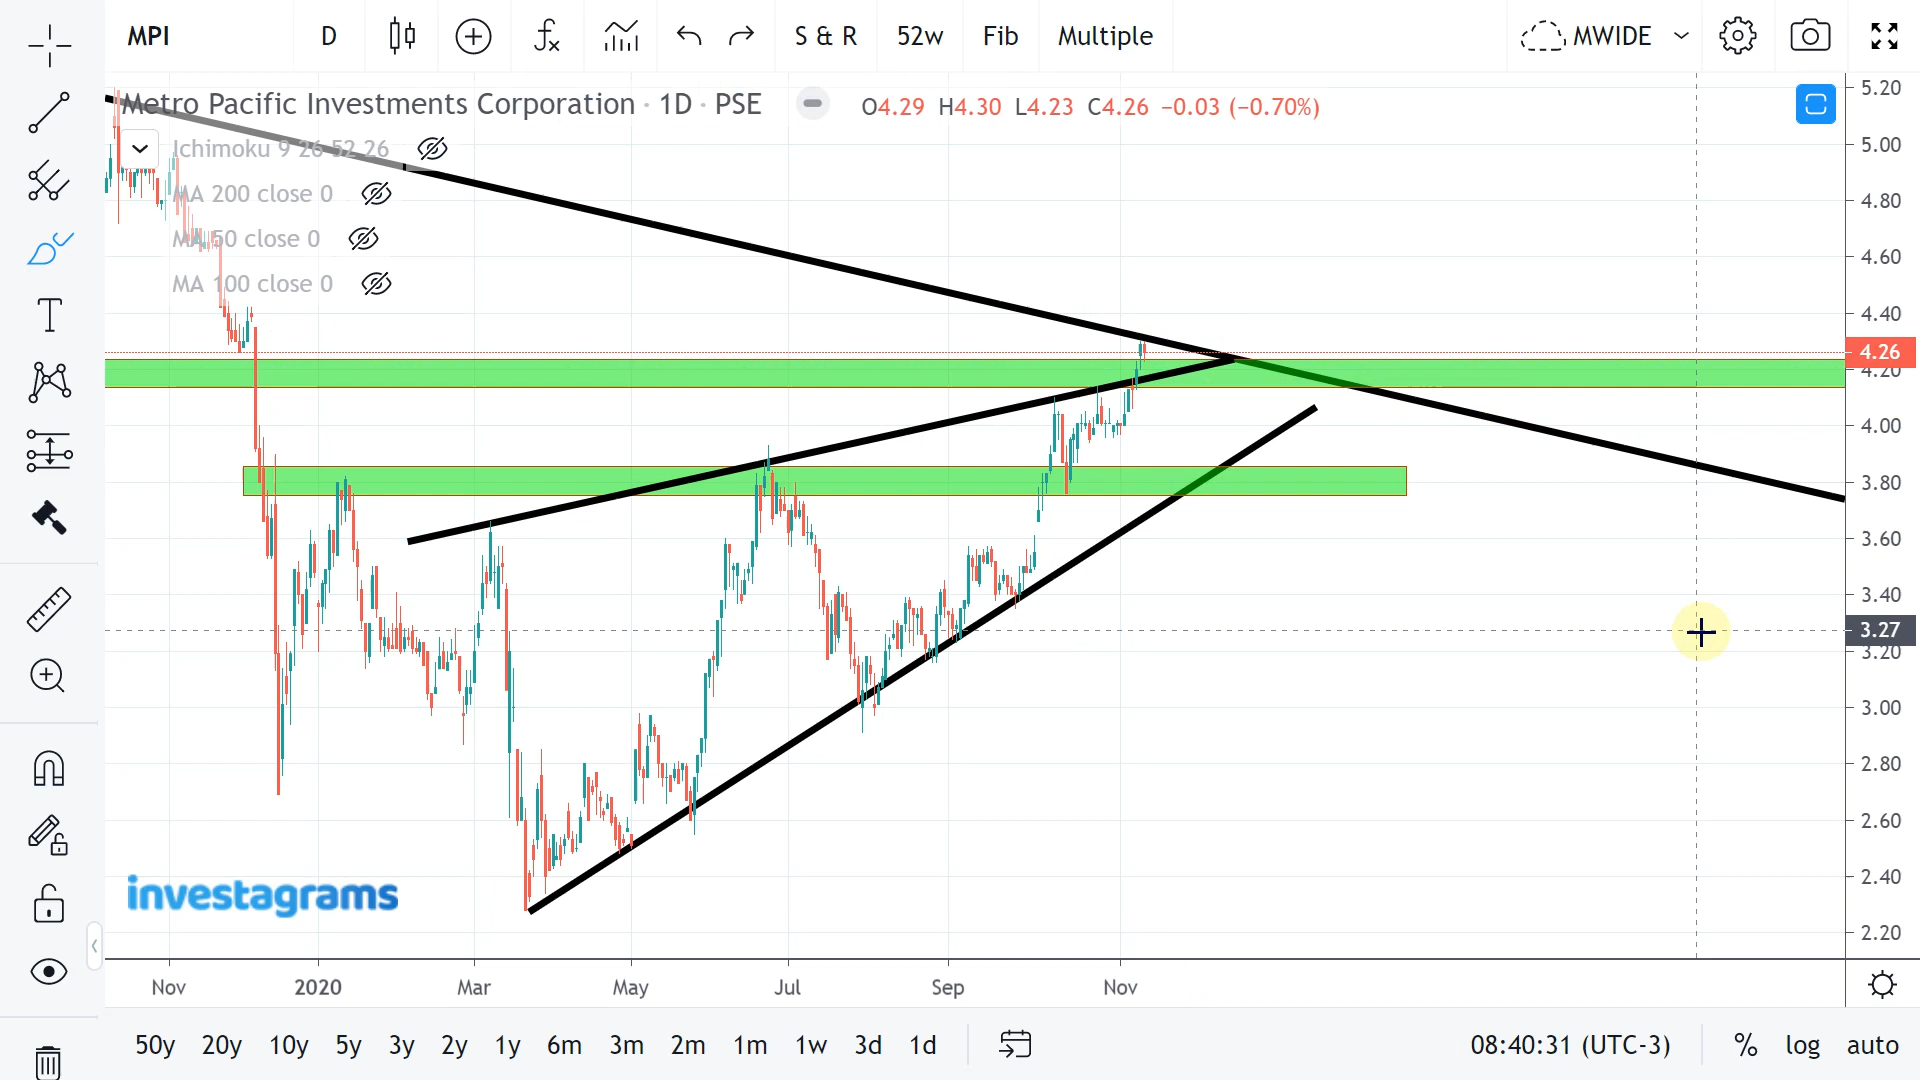 MPI D S & R 52w Fib Multiple MWIDE
Metro Pacific Investments Corporation · 1D · PSE O4.29 H4.30 L4.23 C4.26 −0.03 (−0.70%)
Ichimoku 9 26 52 26
MA 200 close 0
MA 50 close 0
MA 100 close 0
5.20
5.00
4.80
4.60
4.40
4.26
4.20
4.00
3.80
3.60
3.40
3.27
3.20
3.00
2.80
2.60
2.40
2.20
investagrams
Nov 2020 Mar May Jul Sep Nov
50y 20y 10y 5y 3y 2y 1y 6m 3m 2m 1m 1w 3d 1d 08:40:31 (UTC-3) % log auto